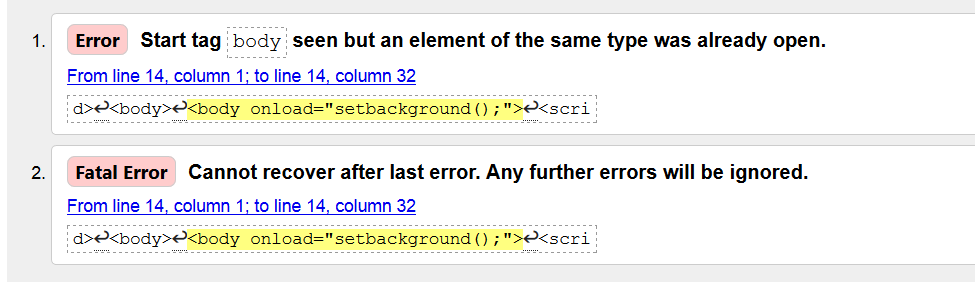 1. Error Start tag body seen but an element of the same type was already open.
From line 14, column 1; to line 14, column 32
d>↩<body>↩<body onload="setbackground();">↩<scri
2. Fatal Error Cannot recover after last error. Any further errors will be ignored.
From line 14, column 1; to line 14, column 32
d>↩<body>↩<body onload="setbackground();">↩<scri